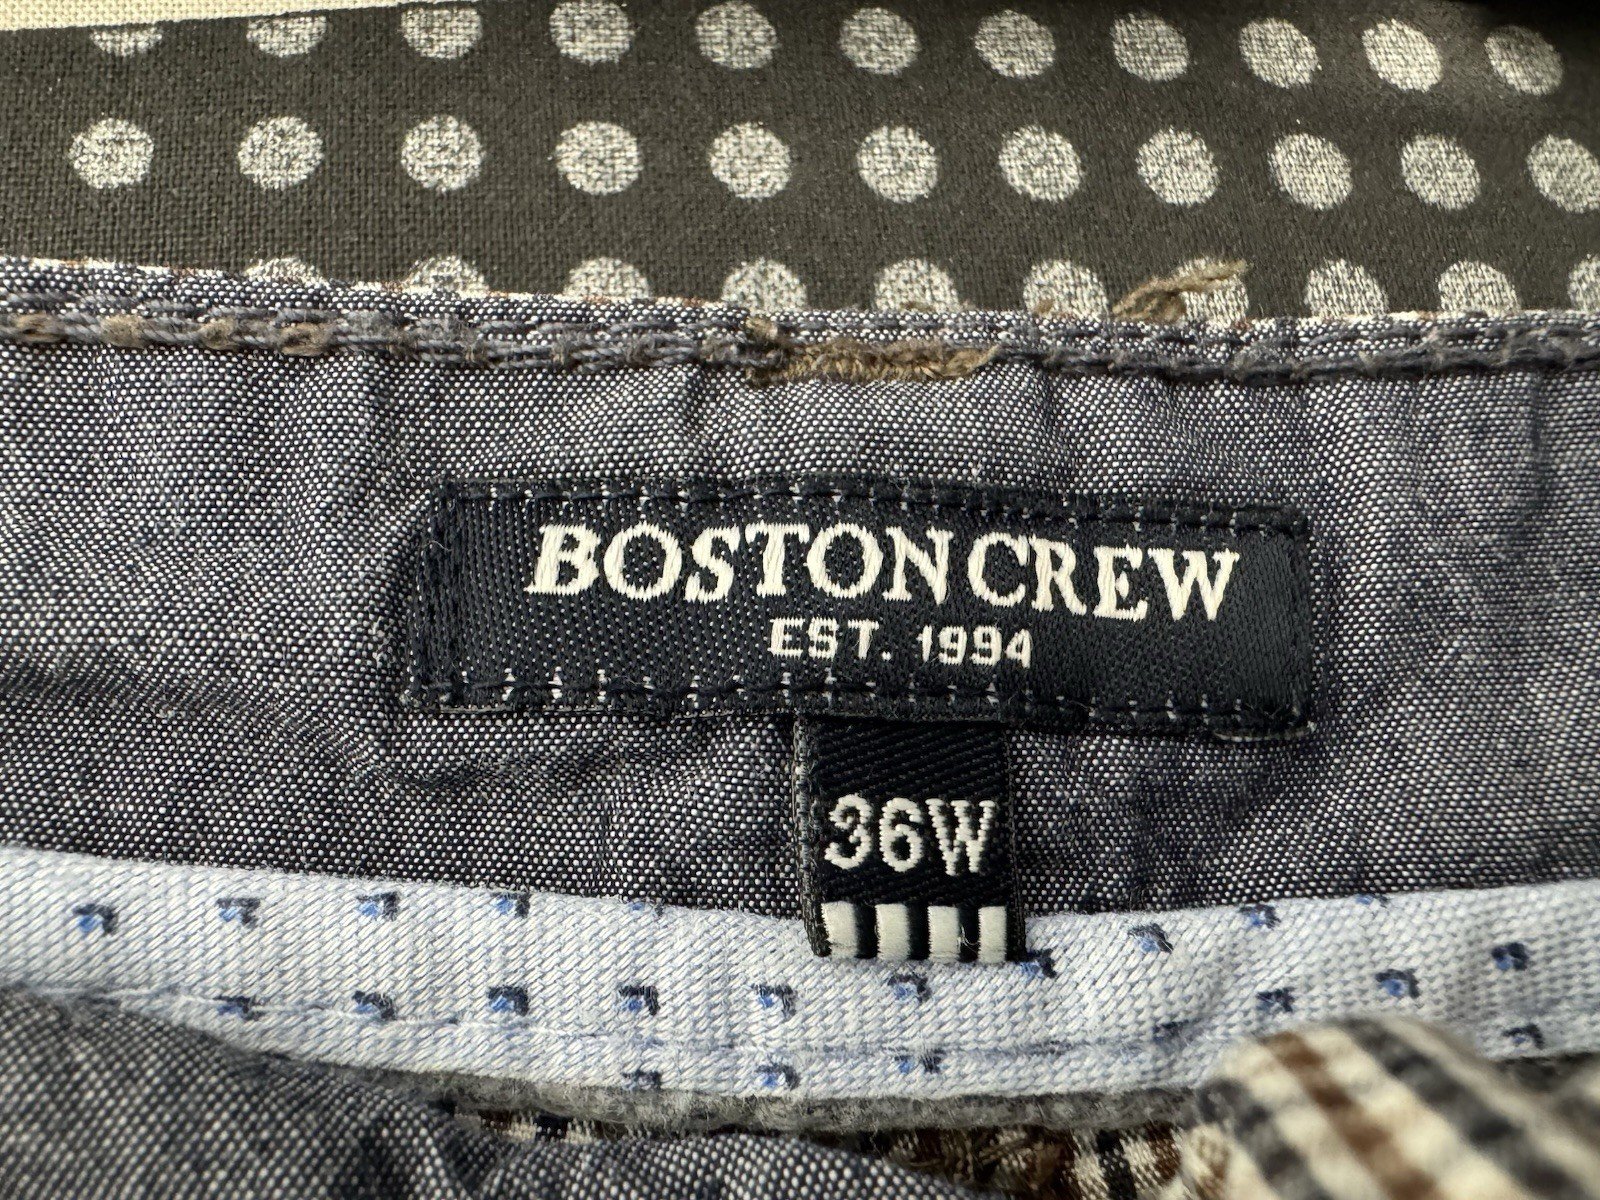 BOSTON CREW
EST. 1994
36W